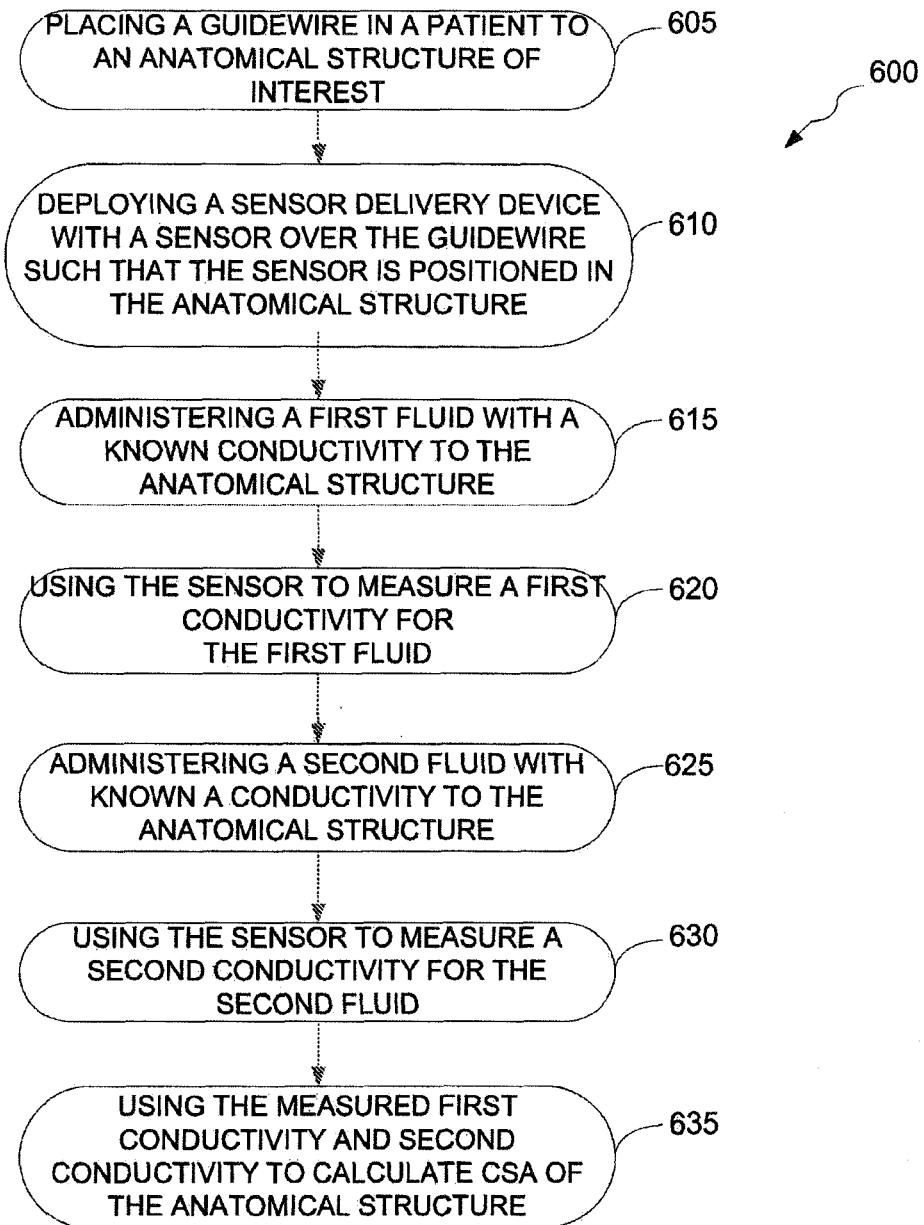 PLACING A GUIDEWIRE IN A PATIENT TO
AN ANATOMICAL STRUCTURE OF
INTEREST
605
600
DEPLOYING A SENSOR DELIVERY DEVICE
WITH A SENSOR OVER THE GUIDEWIRE
SUCH THAT THE SENSOR IS POSITIONED IN
THE ANATOMICAL STRUCTURE
610
ADMINISTERING A FIRST FLUID WITH A
KNOWN CONDUCTIVITY TO THE
ANATOMICAL STRUCTURE
615
USING THE SENSOR TO MEASURE A FIRST
CONDUCTIVITY FOR
THE FIRST FLUID
620
ADMINISTERING A SECOND FLUID WITH
KNOWN A CONDUCTIVITY TO THE
ANATOMICAL STRUCTURE
625
USING THE SENSOR TO MEASURE A
SECOND CONDUCTIVITY FOR THE
SECOND FLUID
630
USING THE MEASURED FIRST
CONDUCTIVITY AND SECOND
CONDUCTIVITY TO CALCULATE CSA OF
THE ANATOMICAL STRUCTURE
635